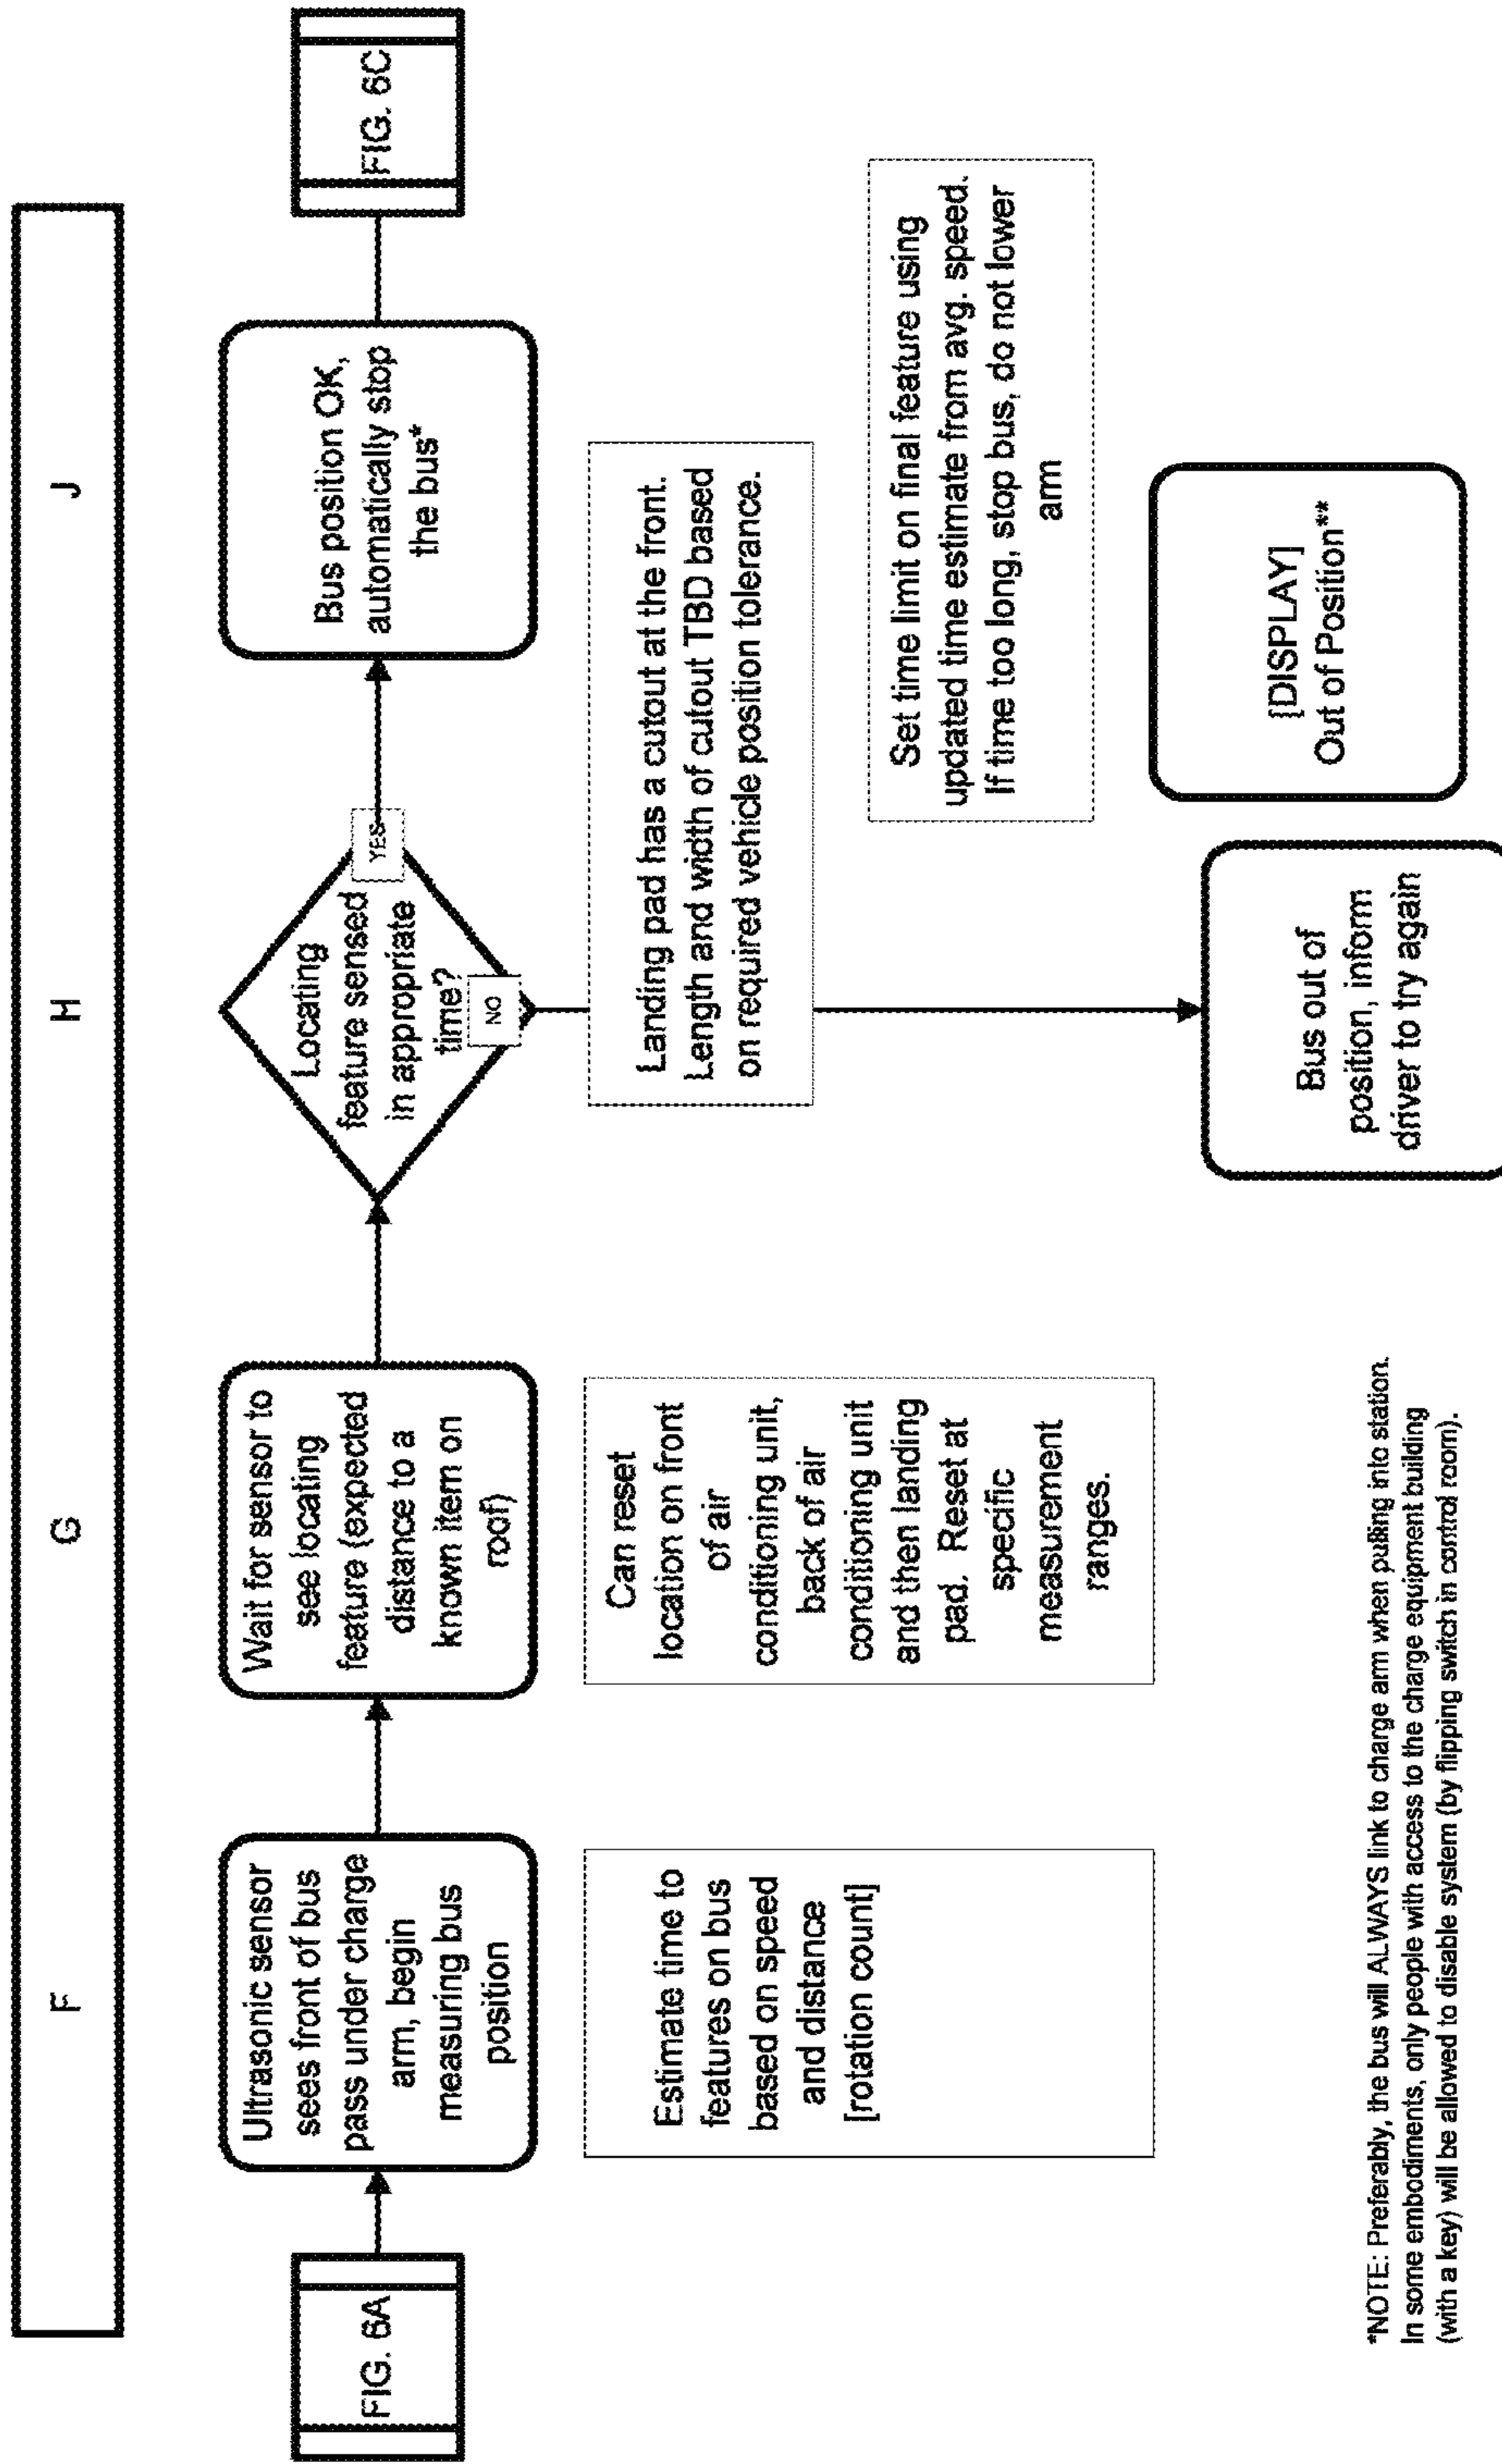 F
G
H
J
FIG. 6A
Ultrasonic sensor
sees front of bus
pass under charge
arm, begin
measuring bus
position
Wait for sensor to
see locating
feature (expected
distance to a
known item on
roof)
Locating
feature sensed
in appropriate
time?
YES
NO
Bus position OK,
automatically stop
the bus*
FIG. 6C
Estimate time to
features on bus
based on speed
and distance
[rotation count]
Can reset
location on front
of air
conditioning unit,
back of air
conditioning unit
and then landing
pad. Reset at
specific
measurement
ranges.
Landing pad has a cutout at the front.
Length and width of cutout TBD based
on required vehicle position tolerance.
Set time limit on final feature using
updated time estimate from avg. speed.
If time too long, stop bus, do not lower
arm
Bus out of
position, inform
driver to try again
[DISPLAY]
Out of Position**
*NOTE: Preferably, the bus will ALWAYS link to charge arm when pulling into station.
In some embodiments, only people with access to the charge equipment building
(with a key) will be allowed to disable system (by flipping switch in control room).